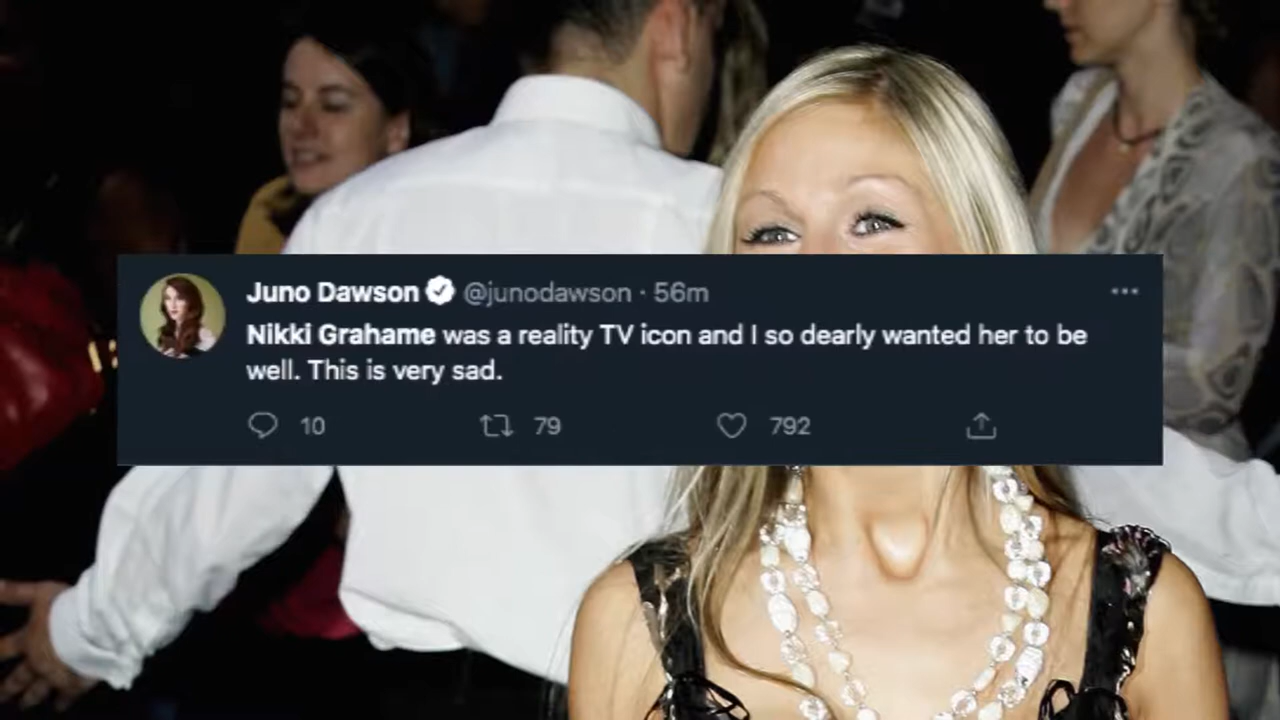 Juno Dawson @junodawson · 56m
Nikki Grahame was a reality TV icon and I so dearly wanted her to be
well. This is very sad.
10 79 792